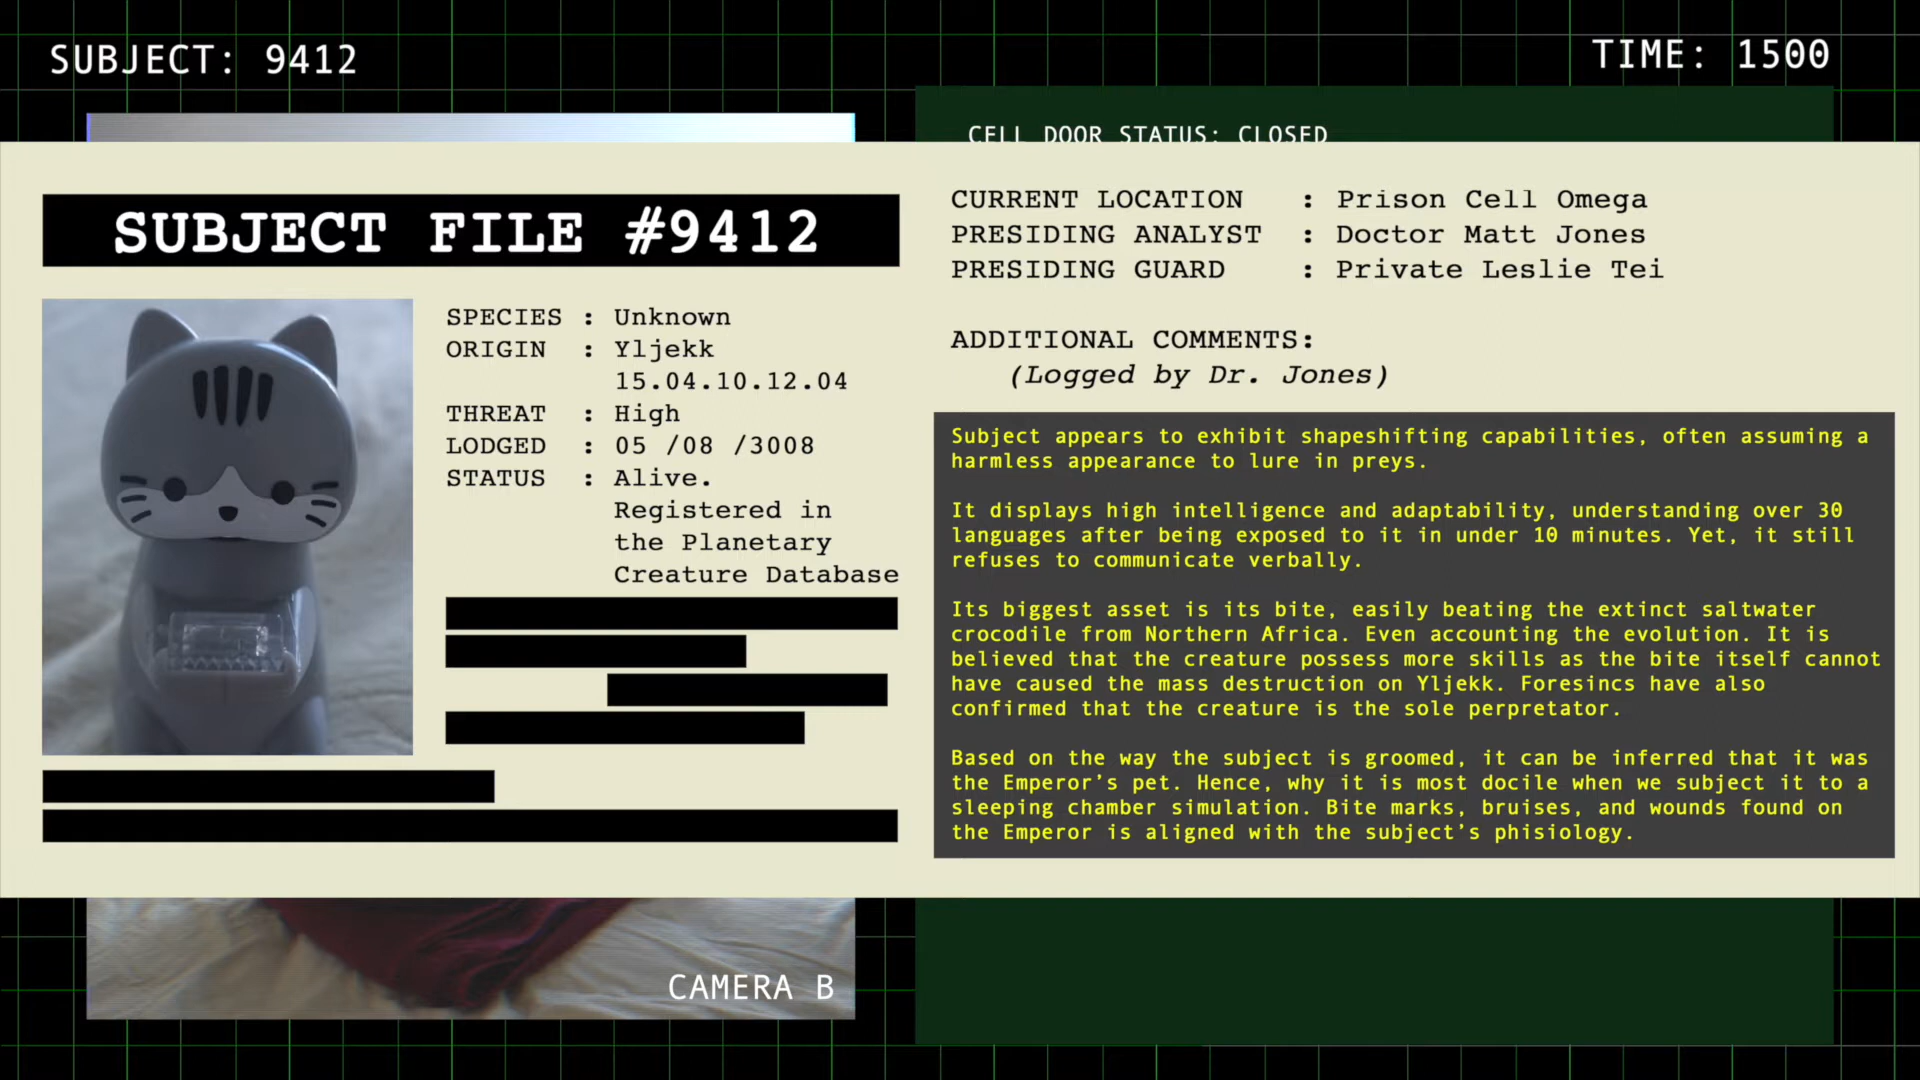 SUBJECT: 9412
TIME: 1500
CELL DOOR STATUS: CLOSED
SUBJECT FILE #9412
SPECIES : Unknown
ORIGIN : Yljekk
15.04.10.12.04
THREAT : High
LODGED : 05 /08 /3008
STATUS : Alive.
Registered in
the Planetary
Creature Database
CURRENT LOCATION : Prison Cell Omega
PRESIDING ANALYST : Doctor Matt Jones
PRESIDING GUARD : Private Leslie Tei
ADDITIONAL COMMENTS:
(Logged by Dr. Jones)
Subject appears to exhibit shapeshifting capabilities, often assuming a
harmless appearance to lure in preys.
It displays high intelligence and adaptability, understanding over 30
languages after being exposed to it in under 10 minutes. Yet, it still
refuses to communicate verbally.
Its biggest asset is its bite, easily beating the extinct saltwater
crocodile from Northern Africa. Even accounting the evolution. It is
believed that the creature possess more skills as the bite itself cannot
have caused the mass destruction on Yljekk. Foresincs have also
confirmed that the creature is the sole perpretator.
Based on the way the subject is groomed, it can be inferred that it was
the Emperor's pet. Hence, why it is most docile when we subject it to a
sleeping chamber simulation. Bite marks, bruises, and wounds found on
the Emperor is aligned with the subject's phisiology.
CAMERA B